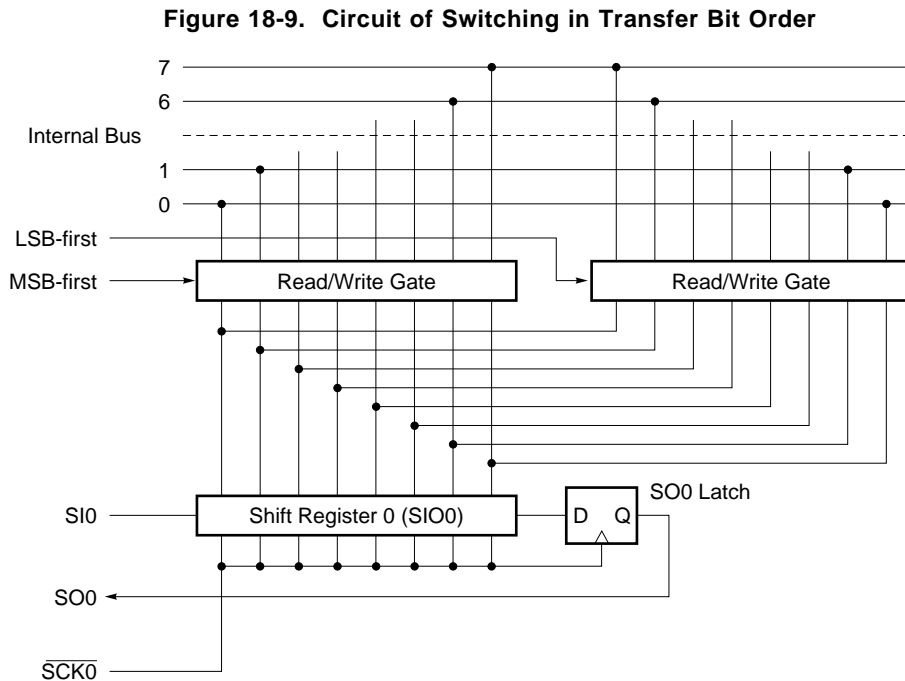 Figure 18-9. Circuit of Switching in Transfer Bit Order
7
6
Internal Bus
1
0
LSB-first
MSB-first
Read/Write Gate
Read/Write Gate
SO0 Latch
SI0
Shift Register 0 (SIO0)
D Q
SO0
SCK0